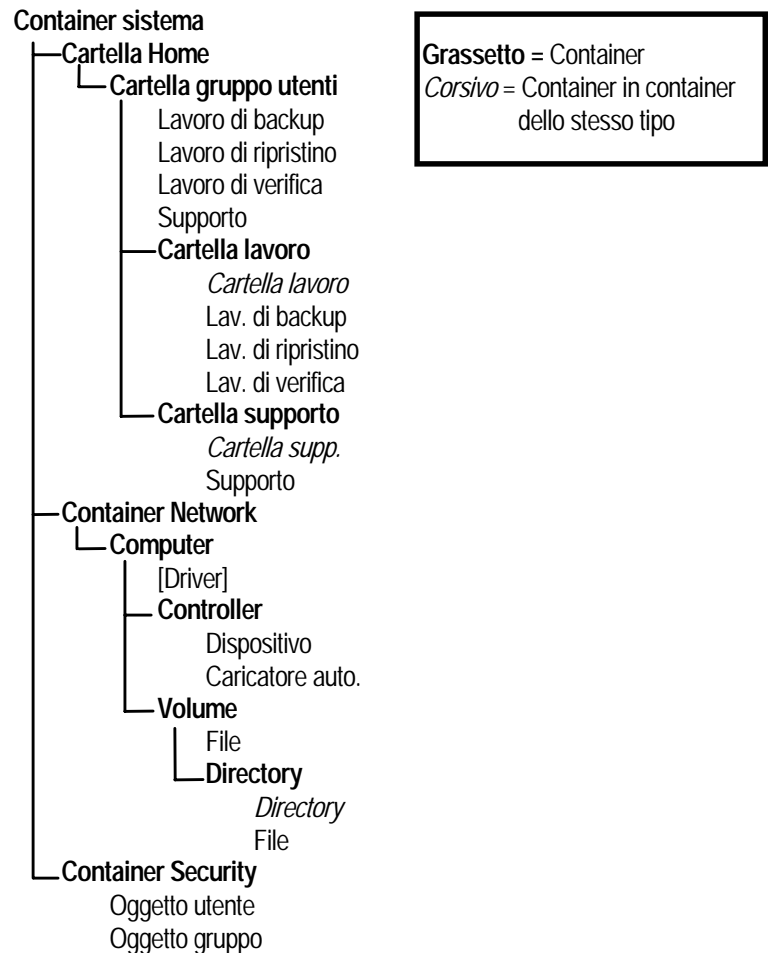 Container sistema
Cartella Home
Cartella gruppo utenti
Lavoro di backup
Lavoro di ripristino
Lavoro di verifica
Supporto
Cartella lavoro
Cartella lavoro
Lav. di backup
Lav. di ripristino
Lav. di verifica
Cartella supporto
Cartella supp.
Supporto
Container Network
Computer
[Driver]
Controller
Dispositivo
Caricatore auto.
Volume
File
Directory
Directory
File
Container Security
Oggetto utente
Oggetto gruppo
Grassetto = Container
Corsivo = Container in container
dello stesso tipo